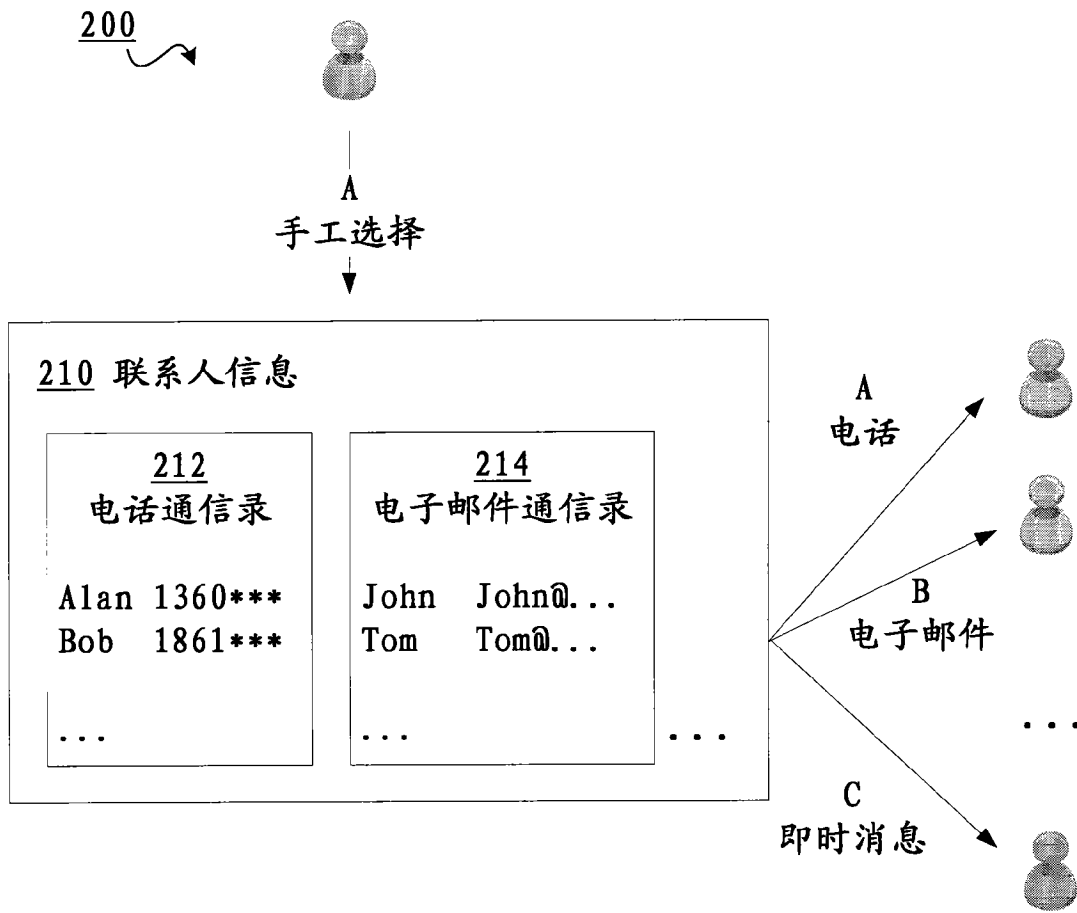 200
A
手工选择
210 联系人信息
212
电话通信录
Alan 1360***
Bob 1861***
...
214
电子邮件通信录
John John@...
Tom Tom@...
...
...
A
电话
B
电子邮件
...
C
即时消息